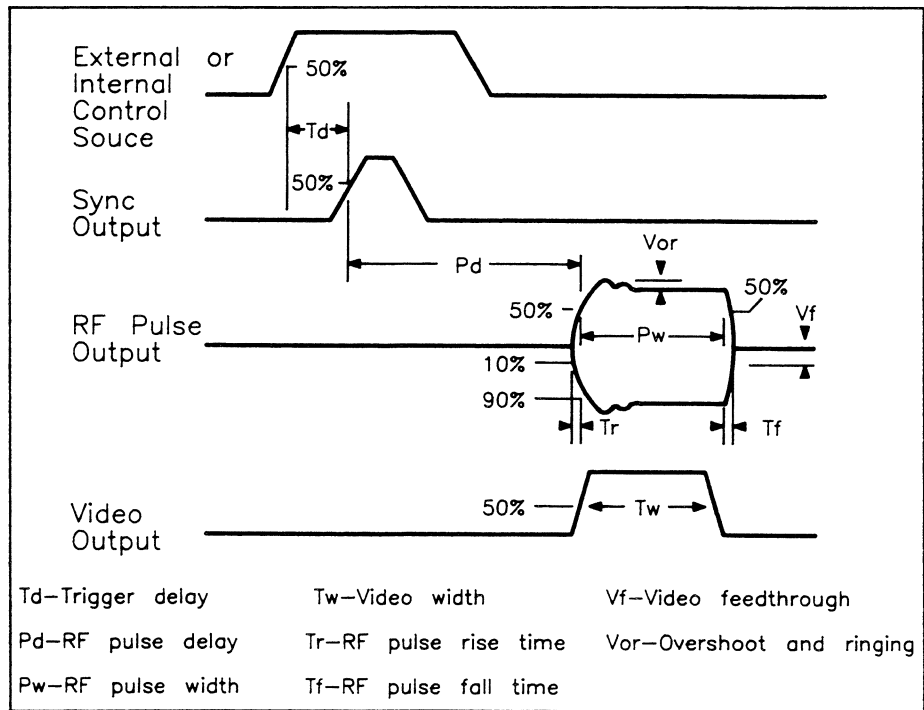 External or
Internal
Control
Souce
50%
Td
50%
Sync
Output
Vor
Pd
50%
50%
Vf
RF Pulse
Output
Pw
10%
90%
Tr
Tf
Video
Output
50%
Tw
Td—Trigger delay
Tw—Video width
Vf—Video feedthrough
Pd—RF pulse delay
Tr—RF pulse rise time
Vor—Overshoot and ringing
Pw—RF pulse width
Tf—RF pulse fall time